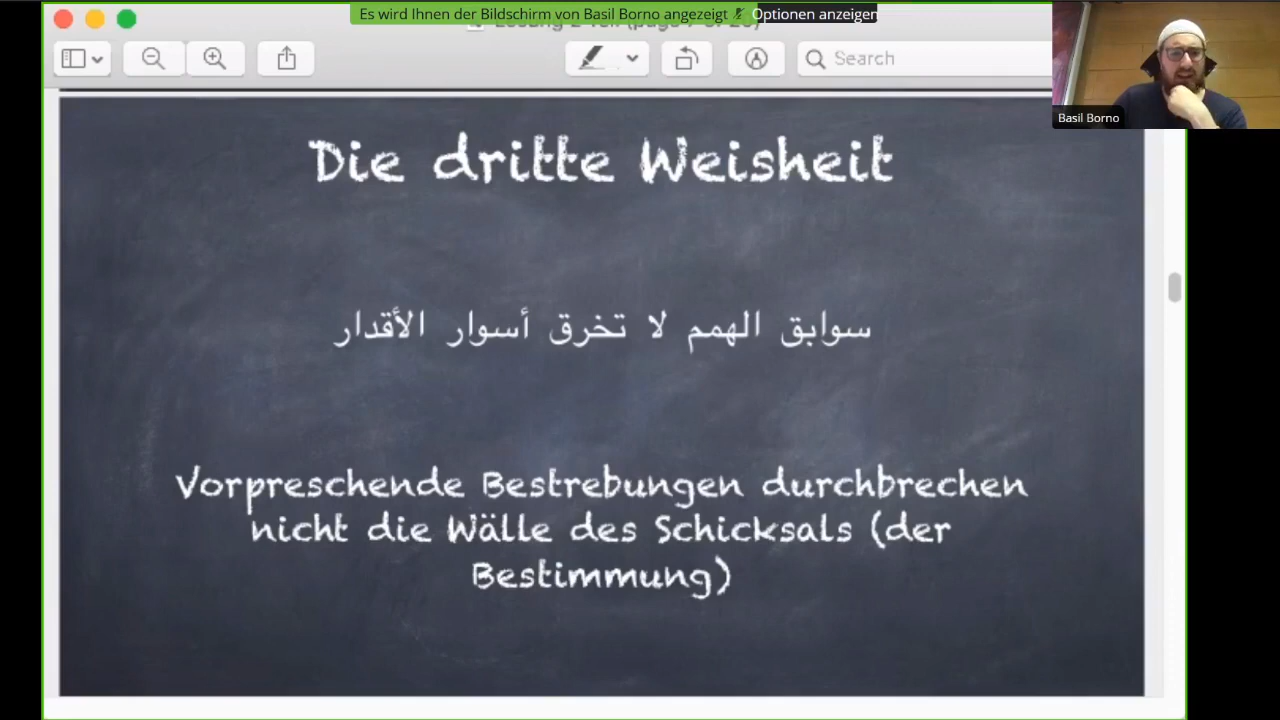 Es wird Ihnen der Bildschirm von Basil Borno angezeigt
Optionen anzeigen
Search
Basil Borno
Die dritte Weisheit
سوابق الهمم لا تخرق أسوار الأقدار
Vorpreschende Bestrebungen durchbrechen
nicht die Wälle des Schicksals (der
Bestimmung)